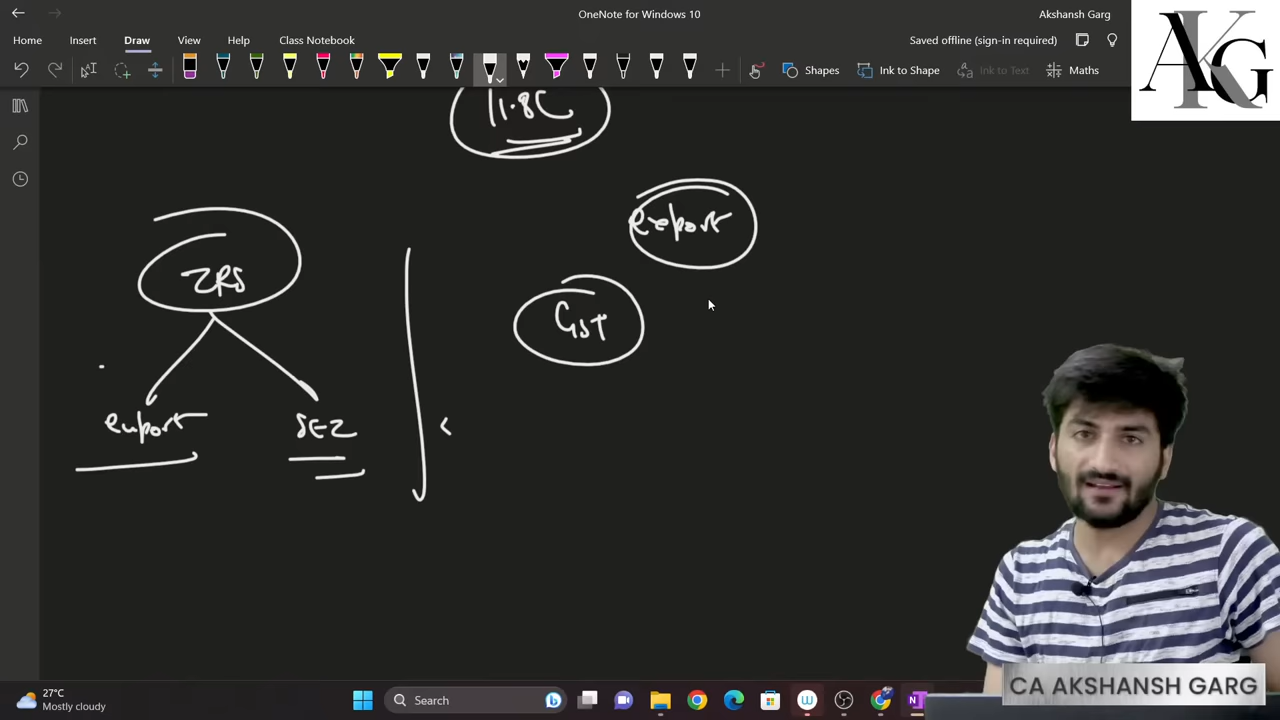 OneNote for Windows 10
Akshansh Garg
Home Insert Draw View Help Class Notebook
Saved offline (sign-in required)
Shapes Ink to Shape Ink to Text Maths
AKG
11.8C
export
ZRS
GST
export
SEZ
27°C
Mostly cloudy
Search
CA AKSHANSH GARG